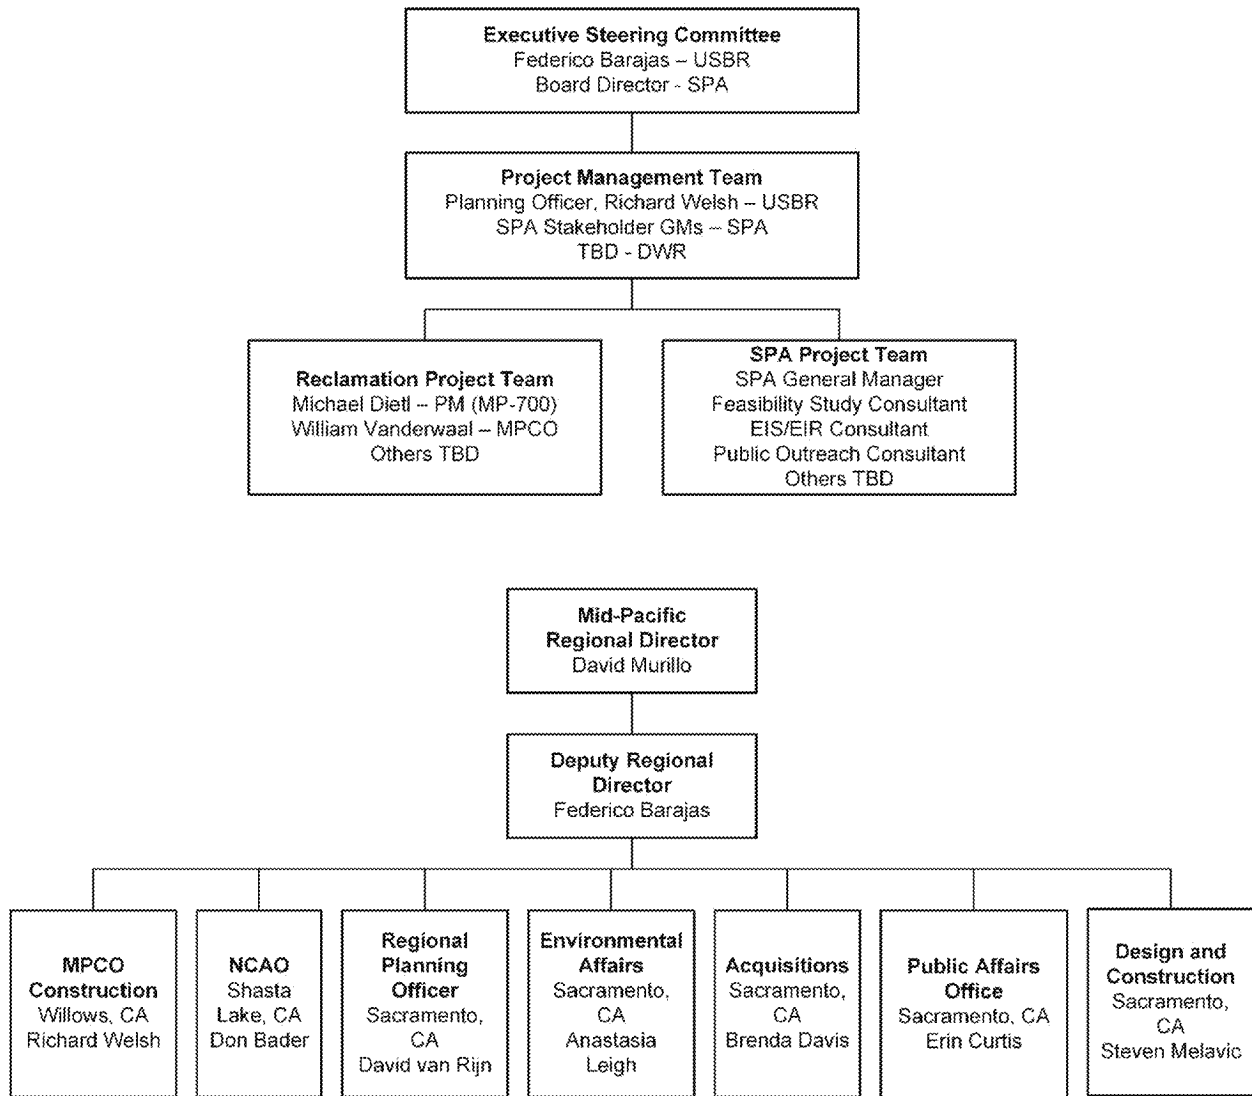 Executive Steering Committee
Federico Barajas – USBR
Board Director - SPA
Project Management Team
Planning Officer, Richard Welsh – USBR
SPA Stakeholder GMs – SPA
TBD - DWR
Reclamation Project Team
Michael Dietl – PM (MP-700)
William Vanderwaal – MPCO
Others TBD
SPA Project Team
SPA General Manager
Feasibility Study Consultant
EIS/EIR Consultant
Public Outreach Consultant
Others TBD
Mid-Pacific
Regional Director
David Murillo
Deputy Regional
Director
Federico Barajas
MPCO
Construction
Willows, CA
Richard Welsh
NCAO
Shasta
Lake, CA
Don Bader
Regional
Planning
Officer
Sacramento,
CA
David van Rijn
Environmental
Affairs
Sacramento,
CA
Anastasia
Leigh
Acquisitions
Sacramento,
CA
Brenda Davis
Public Affairs
Office
Sacramento, CA
Erin Curtis
Design and
Construction
Sacramento,
CA
Steven Melavic